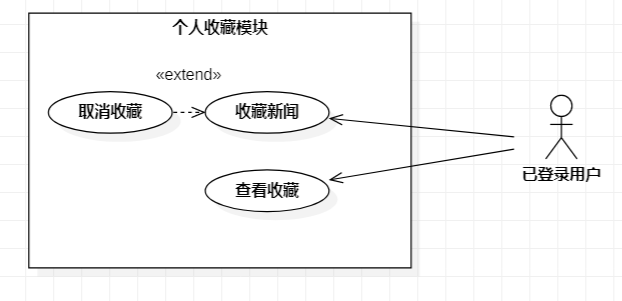 个人收藏模块
«extend»
取消收藏
收藏新闻
查看收藏
已登录用户